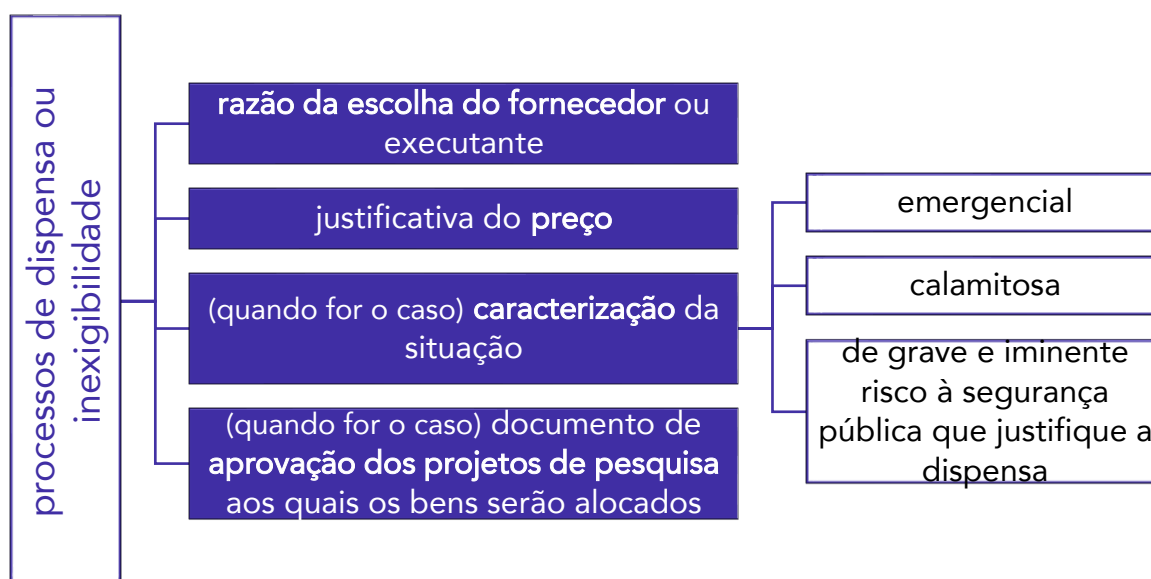 processos de dispensa ou
inexigibilidade
razão da escolha do fornecedor ou
executante
justificativa do preço
(quando for o caso) caracterização da
situação
(quando for o caso) documento de
aprovação dos projetos de pesquisa
aos quais os bens serão alocados
emergencial
calamitosa
de grave e iminente
risco à segurança
pública que justifique a
dispensa